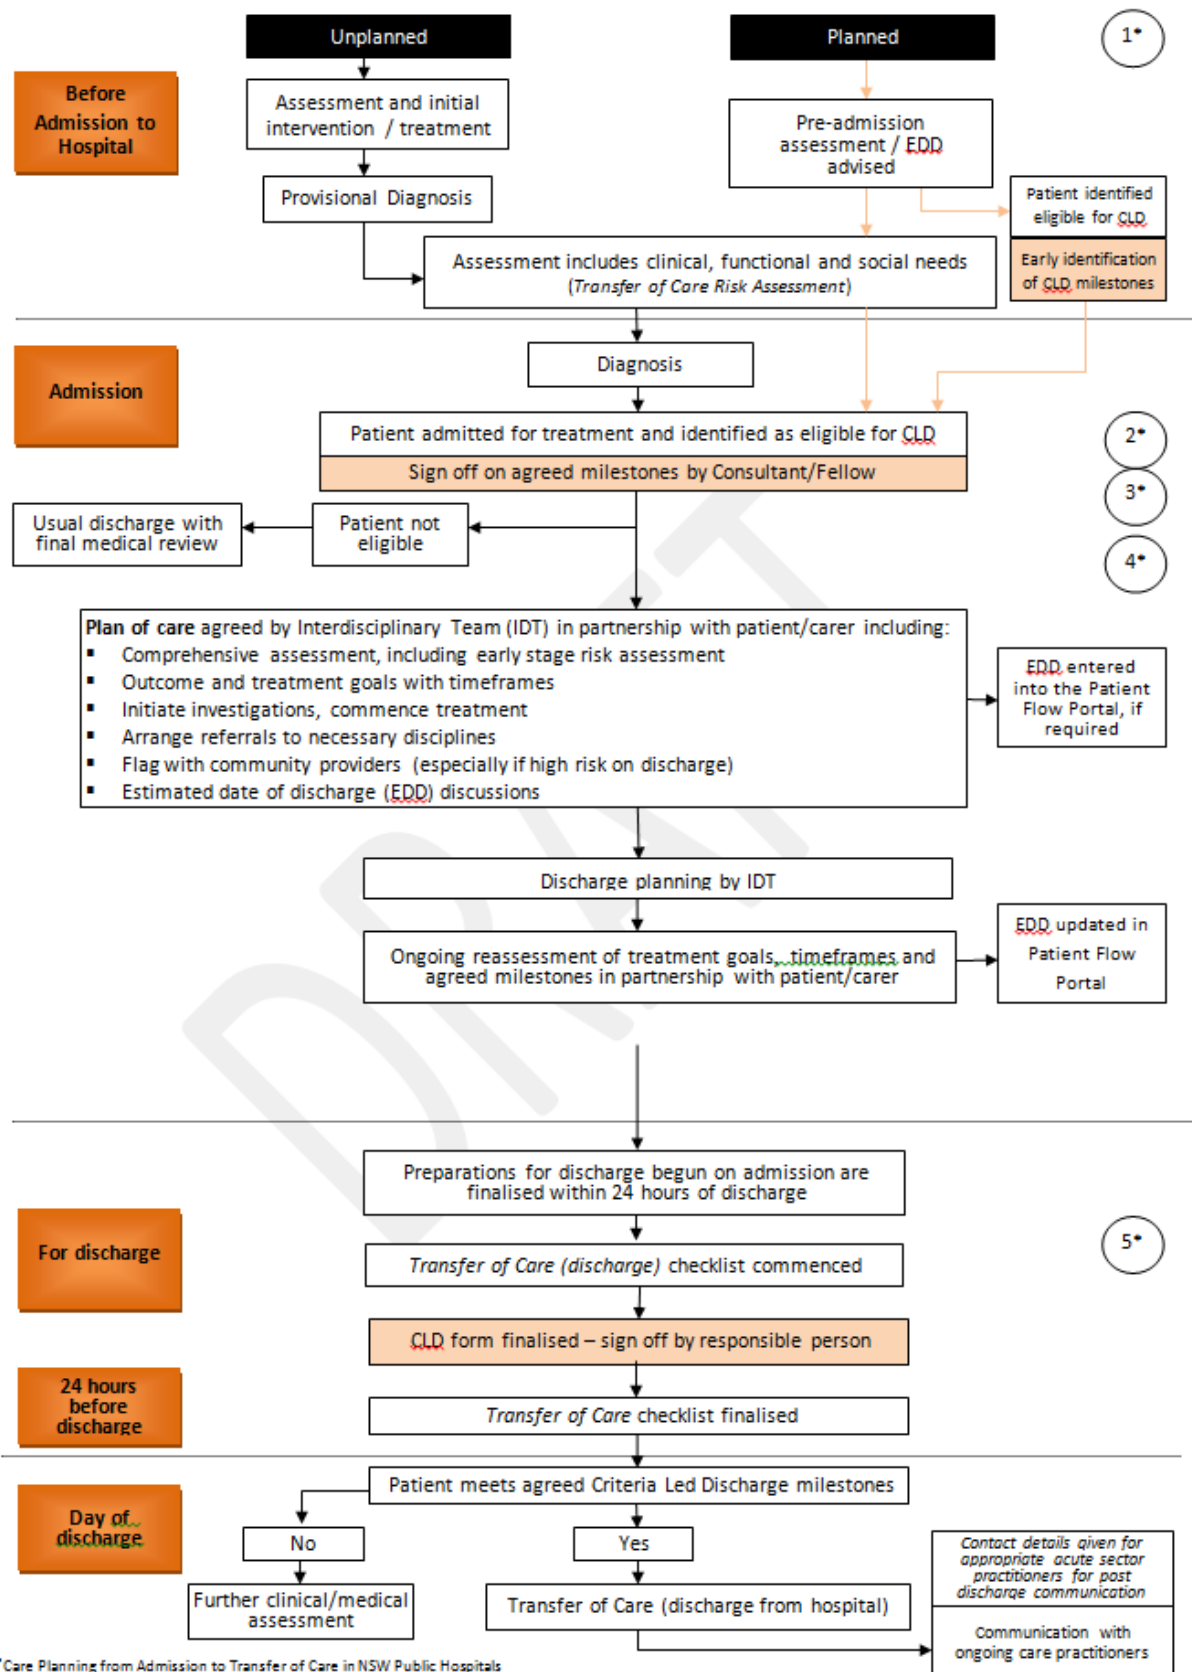 Unplanned
Planned
1*
Before
Admission to
Hospital
Assessment and initial
intervention / treatment
Pre-admission
assessment / EDD
advised
Provisional Diagnosis
Patient identified
eligible for CLD
Early identification
of CLD milestones
Assessment includes clinical, functional and social needs
(Transfer of Care Risk Assessment)
Admission
Diagnosis
Patient admitted for treatment and identified as eligible for CLD
Sign off on agreed milestones by Consultant/Fellow
2*
3*
4*
Usual discharge with
final medical review
Patient not
eligible
Plan of care agreed by Interdisciplinary Team (IDT) in partnership with patient/carer including:
▪ Comprehensive assessment, including early stage risk assessment
▪ Outcome and treatment goals with timeframes
▪ Initiate investigations, commence treatment
▪ Arrange referrals to necessary disciplines
▪ Flag with community providers (especially if high risk on discharge)
▪ Estimated date of discharge (EDD) discussions
EDD entered
into the Patient
Flow Portal, if
required
Discharge planning by IDT
Ongoing reassessment of treatment goals, timeframes and
agreed milestones in partnership with patient/carer
EDD updated in
Patient Flow
Portal
DRAFT
Preparations for discharge begun on admission are
finalised within 24 hours of discharge
For discharge
5*
Transfer of Care (discharge) checklist commenced
CLD form finalised – sign off by responsible person
24 hours
before
discharge
Transfer of Care checklist finalised
Patient meets agreed Criteria Led Discharge milestones
Day of
discharge
No
Yes
Further clinical/medical
assessment
Transfer of Care (discharge from hospital)
Contact details given for
appropriate acute sector
practitioners for post
discharge communication
Communication with
ongoing care practitioners
*Care Planning from Admission to Transfer of Care in NSW Public Hospitals